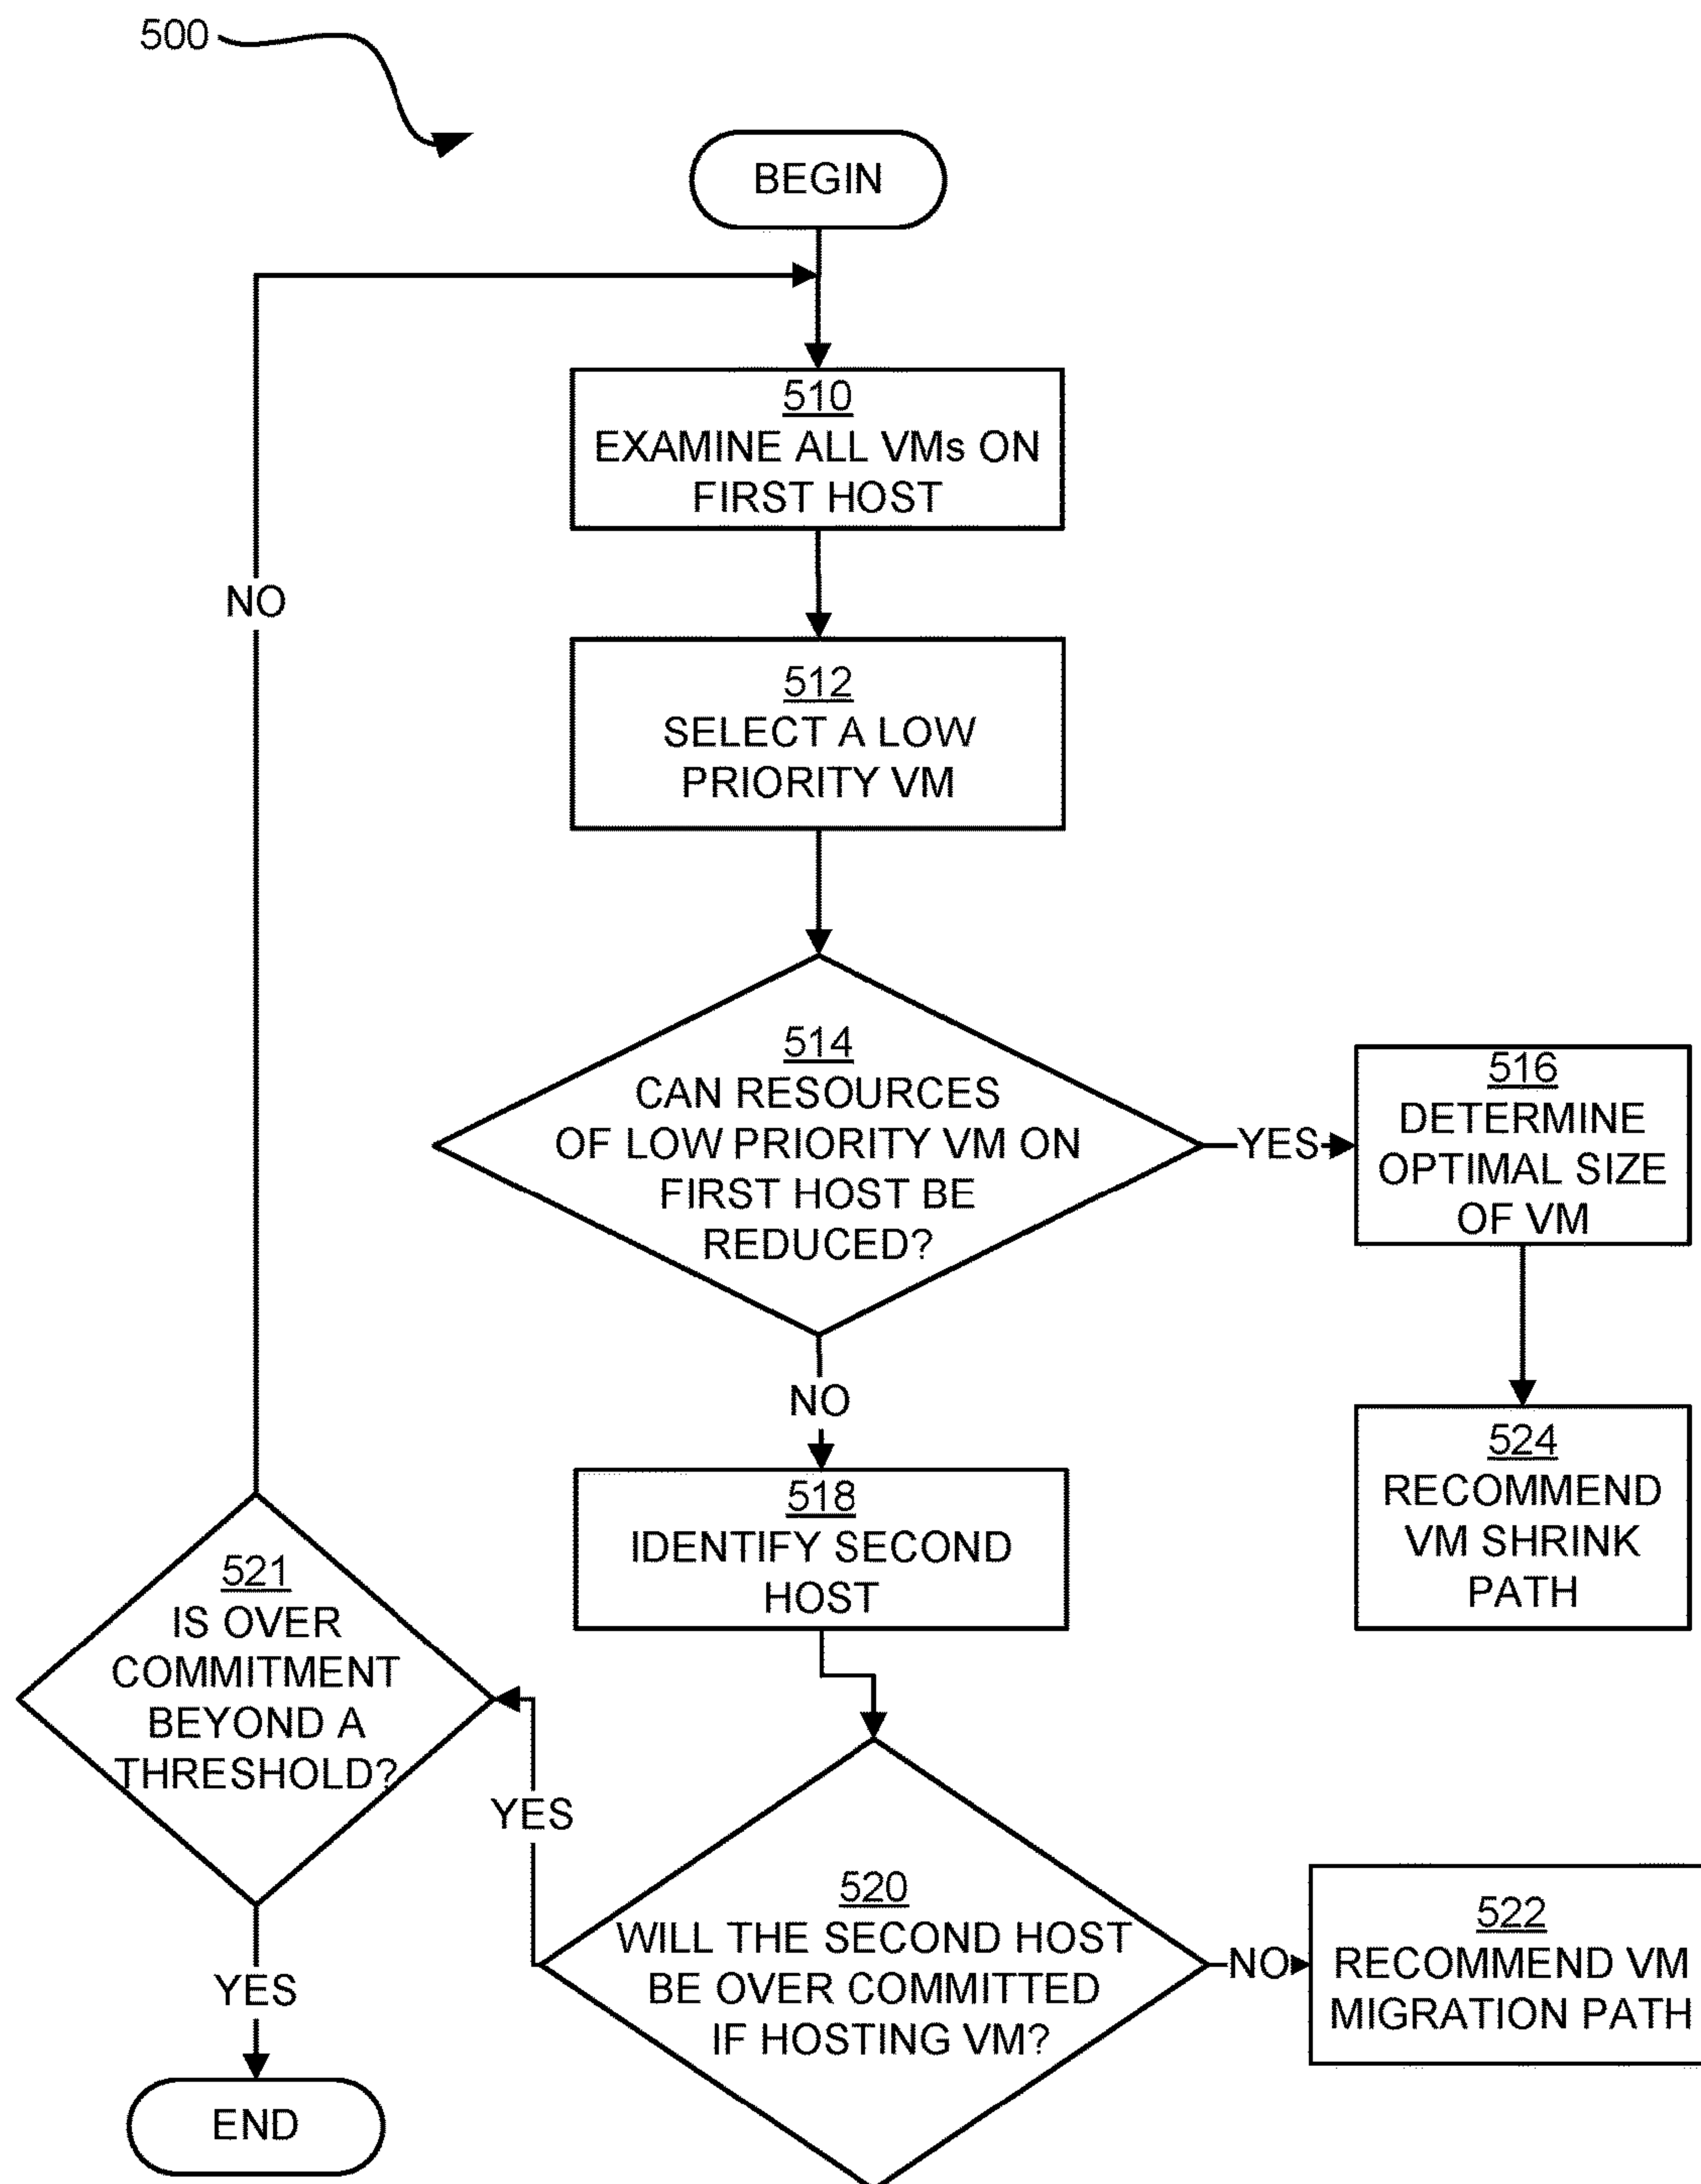 500
BEGIN
510
EXAMINE ALL VMs ON
FIRST HOST
NO
512
SELECT A LOW
PRIORITY VM
514
CAN RESOURCES
OF LOW PRIORITY VM ON
FIRST HOST BE
REDUCED?
YES
516
DETERMINE
OPTIMAL SIZE
OF VM
NO
524
RECOMMEND
VM SHRINK
PATH
518
IDENTIFY SECOND
HOST
521
IS OVER
COMMITMENT
BEYOND A
THRESHOLD?
YES
520
WILL THE SECOND HOST
BE OVER COMMITTED
IF HOSTING VM?
NO
522
RECOMMEND VM
MIGRATION PATH
YES
END